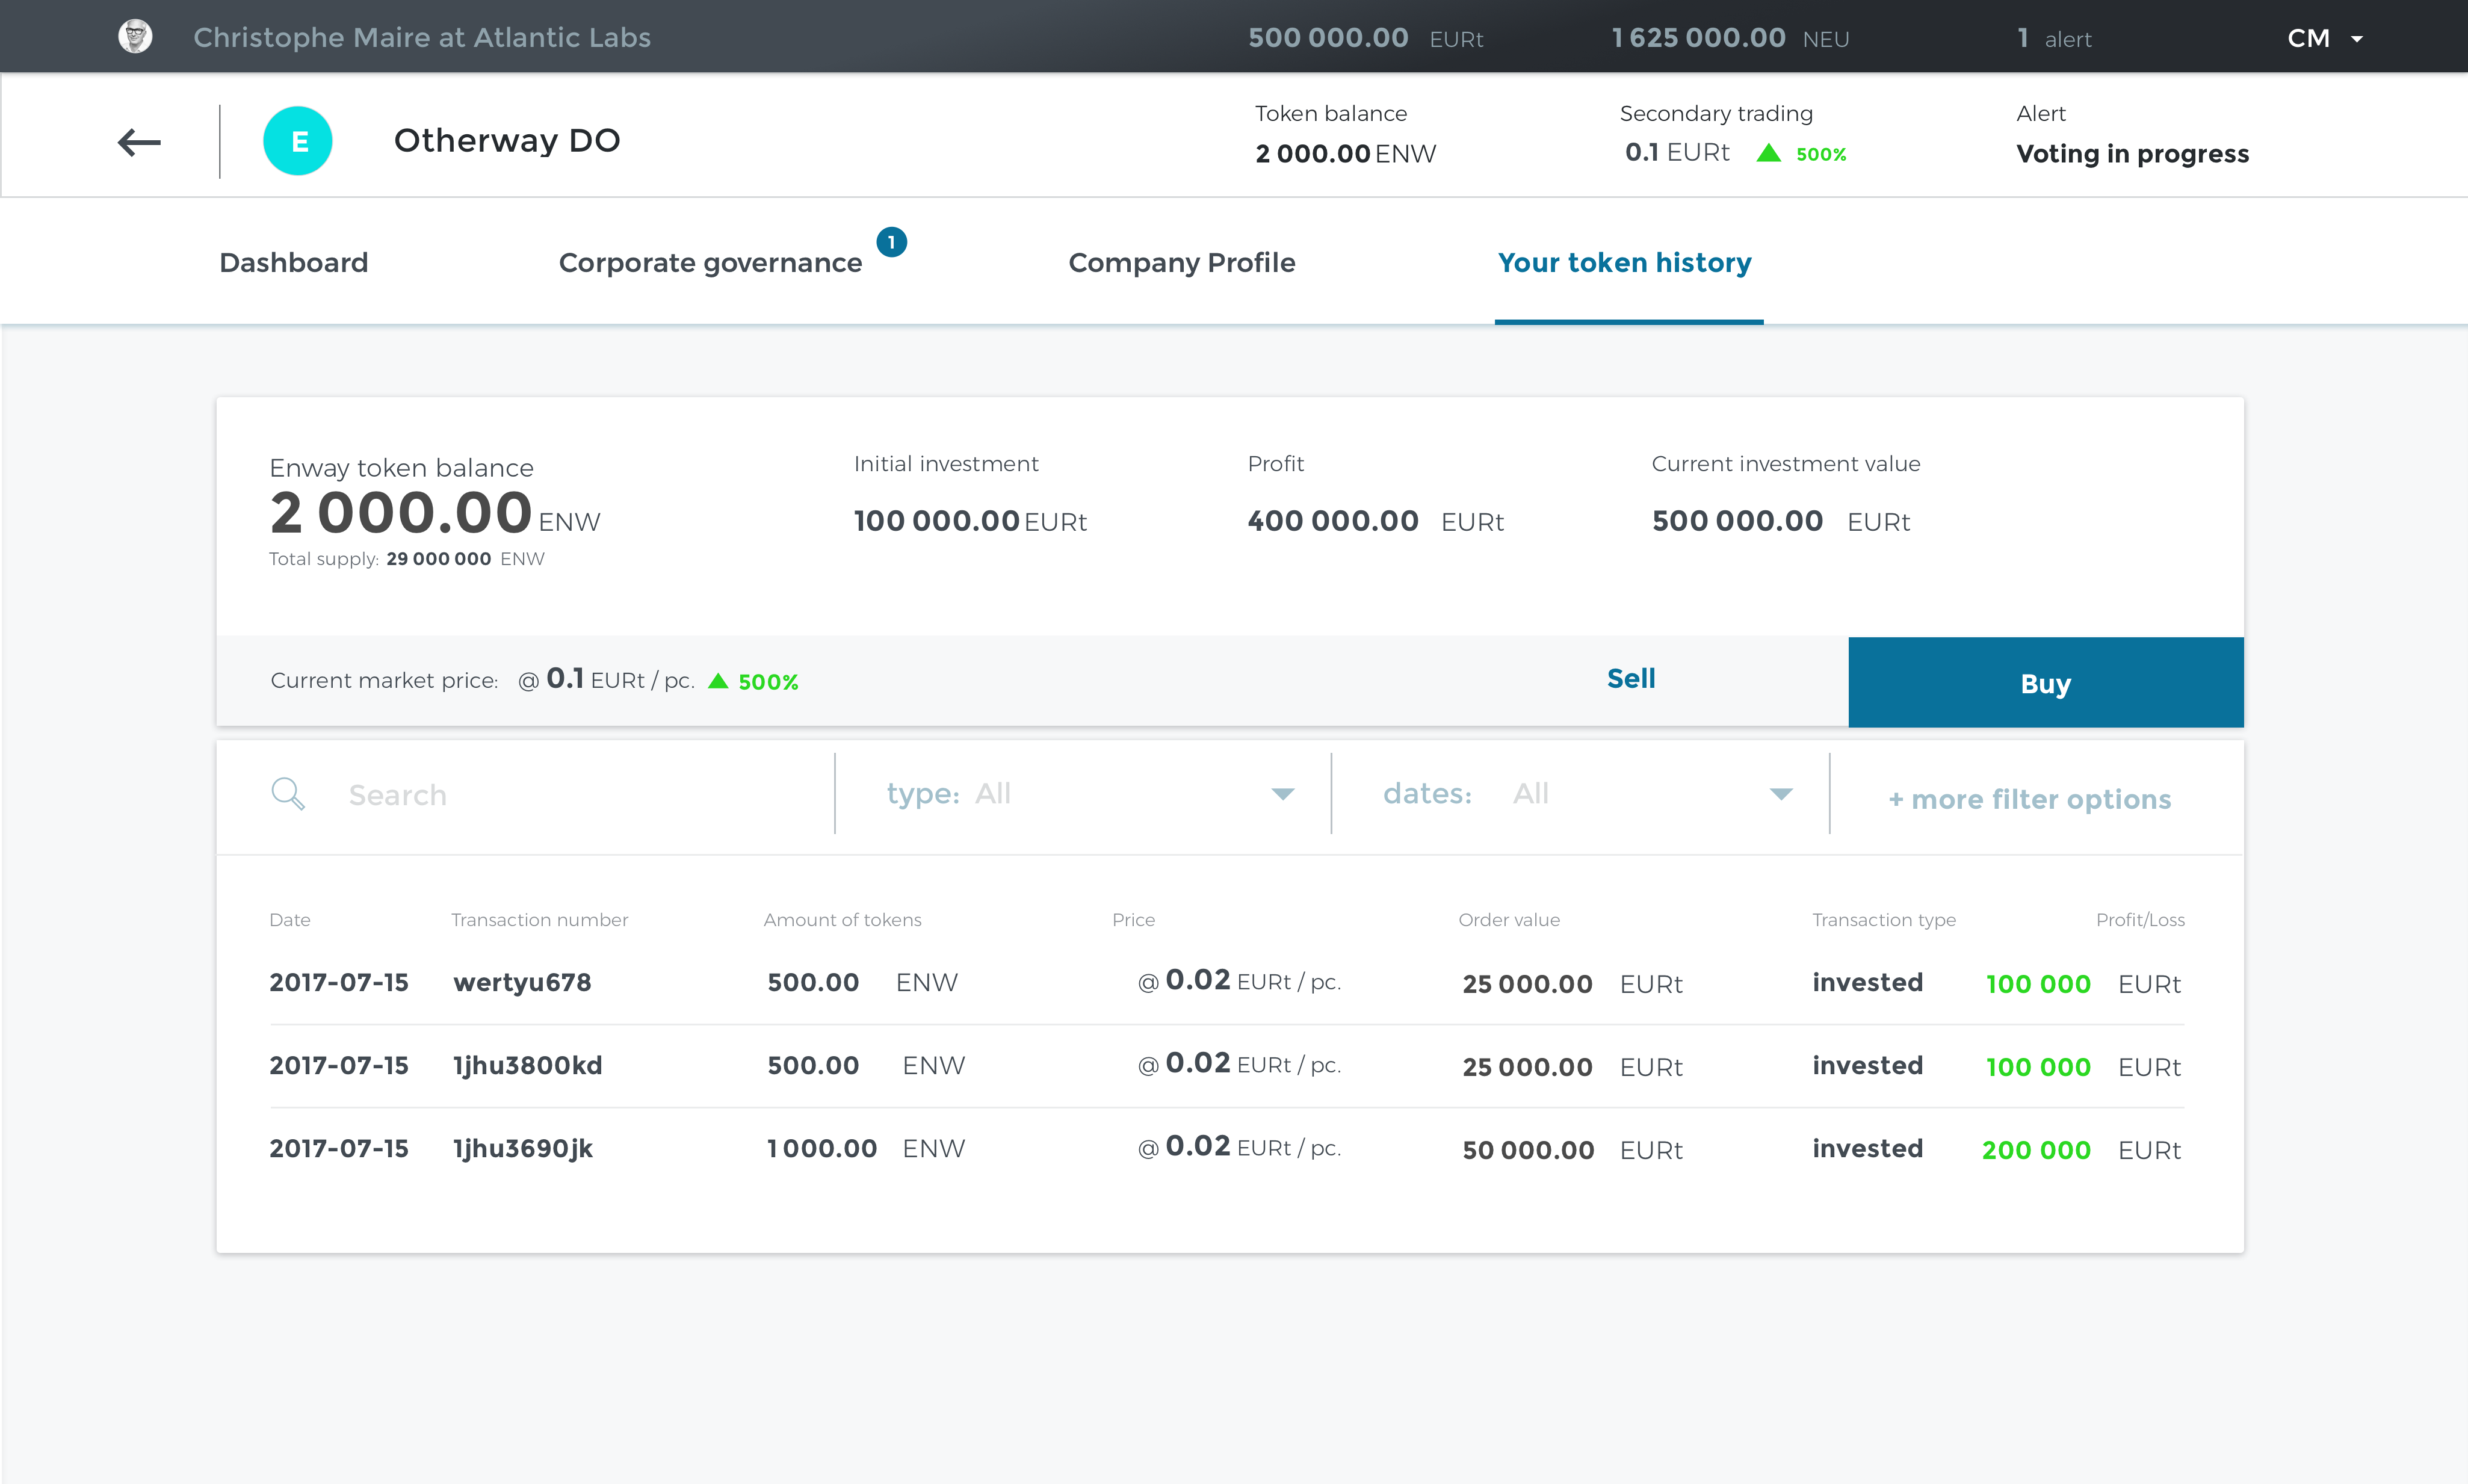 Christophe Maire at Atlantic Labs 500 000.00 EURt 1 625 000.00 NEU 1 alert CM
E Otherway DO
Token balance
2 000.00 ENW
Secondary trading
0.1 EURt 500%
Alert
Voting in progress
Dashboard Corporate governance 1 Company Profile Your token history
Enway token balance
2 000.00 ENW
Total supply: 29 000 000 ENW
Initial investment
100 000.00 EURt
Profit
400 000.00 EURt
Current investment value
500 000.00 EURt
Current market price: @ 0.1 EURt / pc. 500% Sell Buy
Search type: All dates: All + more filter options
Date Transaction number Amount of tokens Price Order value Transaction type Profit/Loss
2017-07-15 wertyu678 500.00 ENW @ 0.02 EURt / pc. 25 000.00 EURt invested 100 000 EURt
2017-07-15 1jhu3800kd 500.00 ENW @ 0.02 EURt / pc. 25 000.00 EURt invested 100 000 EURt
2017-07-15 1jhu3690jk 1 000.00 ENW @ 0.02 EURt / pc. 50 000.00 EURt invested 200 000 EURt